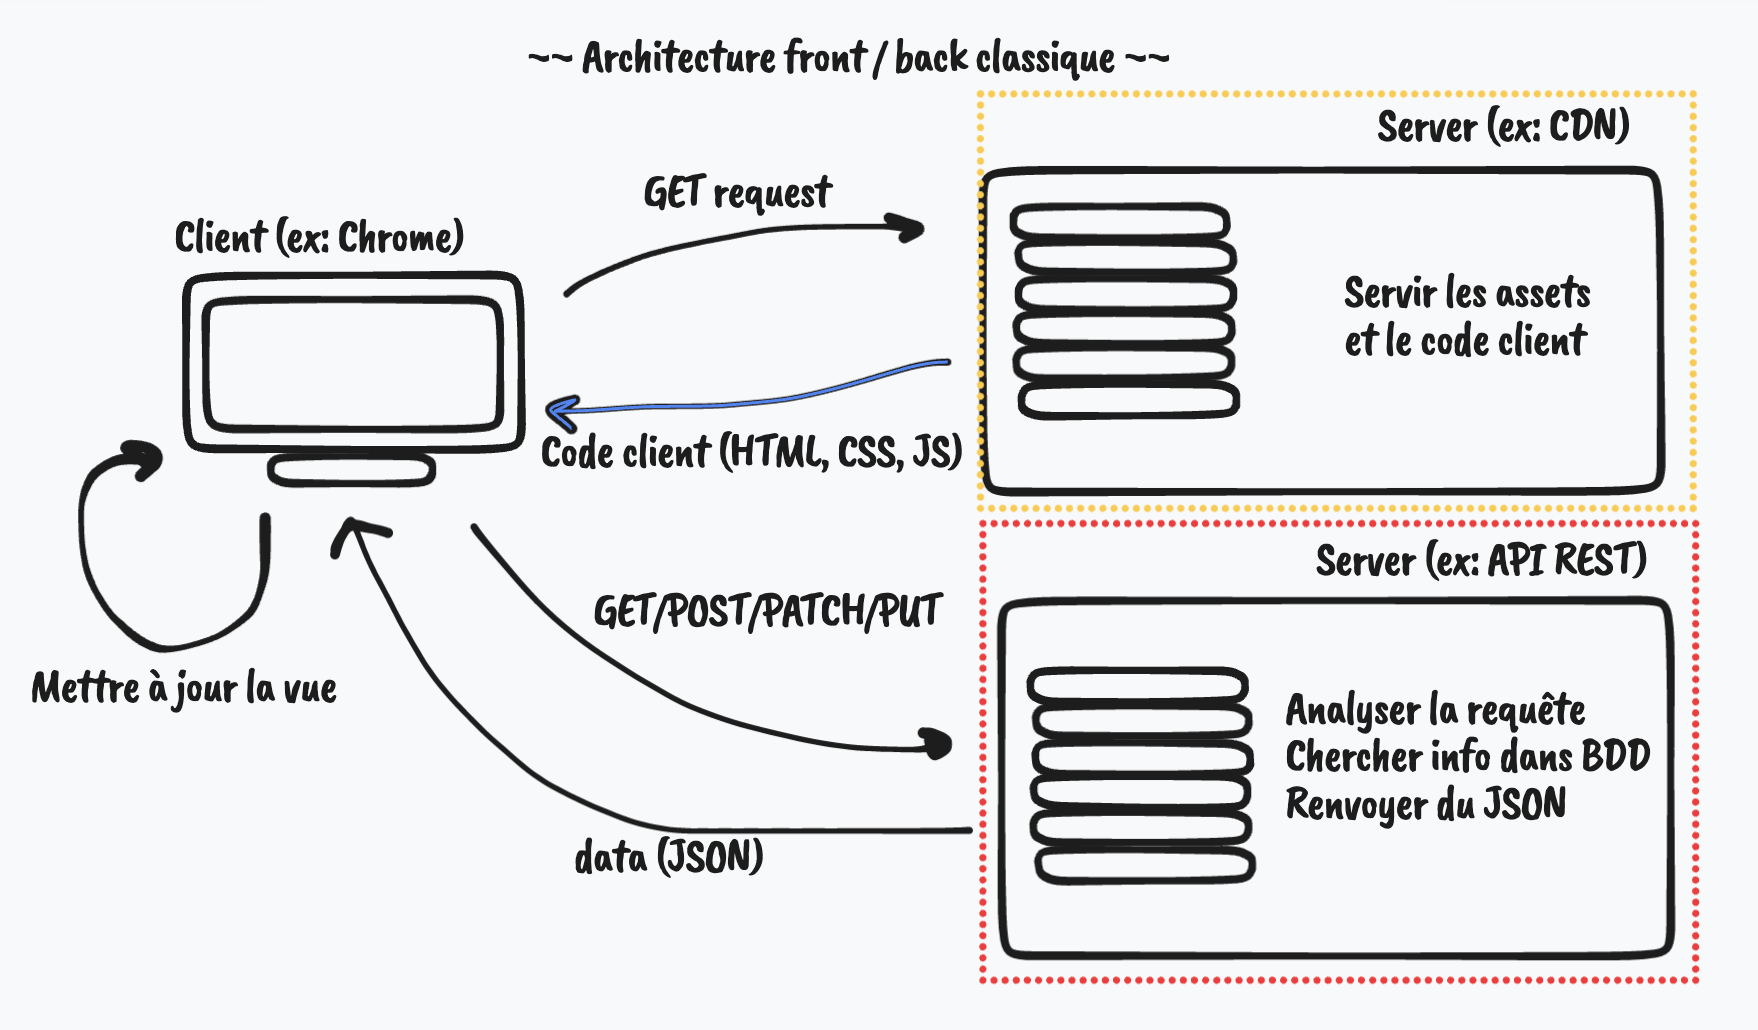 ~~ Architecture front / back classique ~~
Server (ex: CDN)
GET request
Client (ex: Chrome)
Servir les assets
et le code client
Code client (HTML, CSS, JS)
Server (ex: API REST)
GET/POST/PATCH/PUT
Mettre à jour la vue
Analyser la requête
Chercher info dans BDD
Renvoyer du JSON
data (JSON)